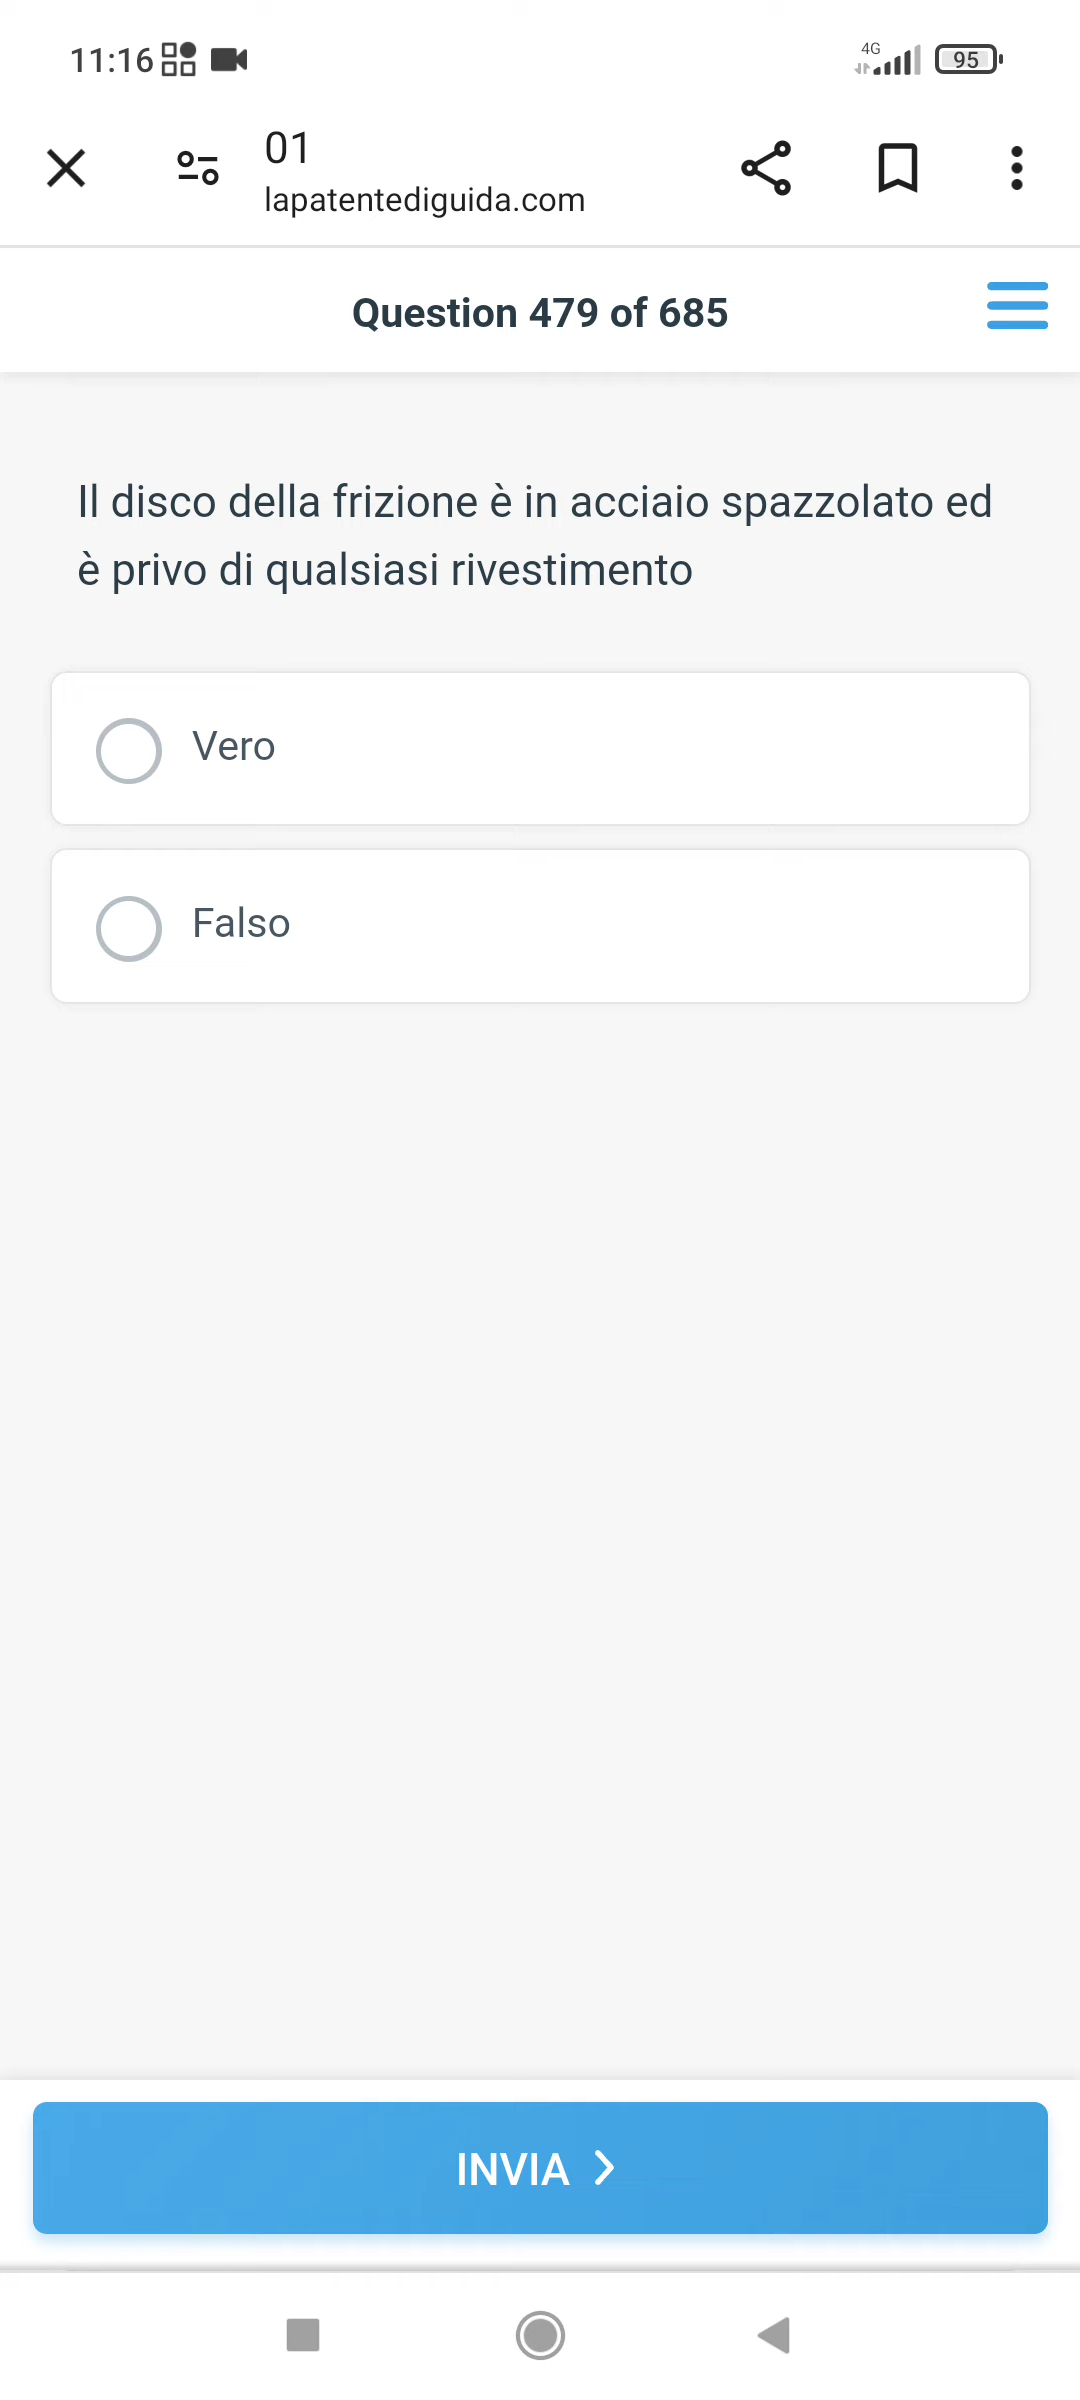 11:16
4G
95
01
lapatentediguida.com
Question 479 of 685
Il disco della frizione è in acciaio spazzolato ed
è privo di qualsiasi rivestimento
Vero
Falso
INVIA